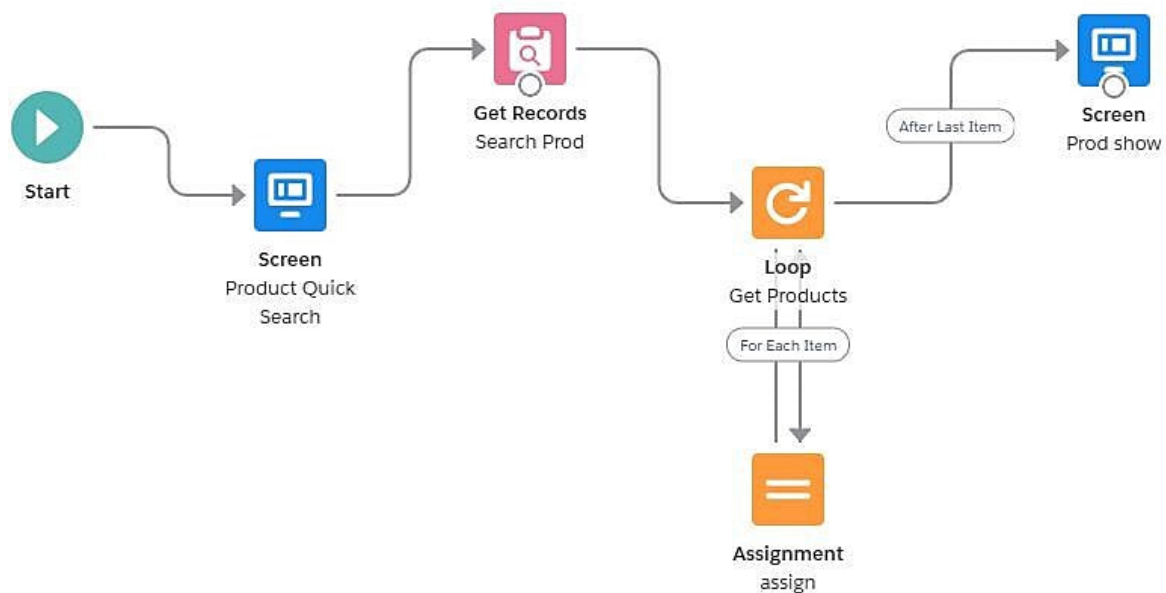 Start
Screen
Product Quick
Search
Get Records
Search Prod
Loop
Get Products
For Each Item
Assignment
assign
After Last Item
Screen
Prod show